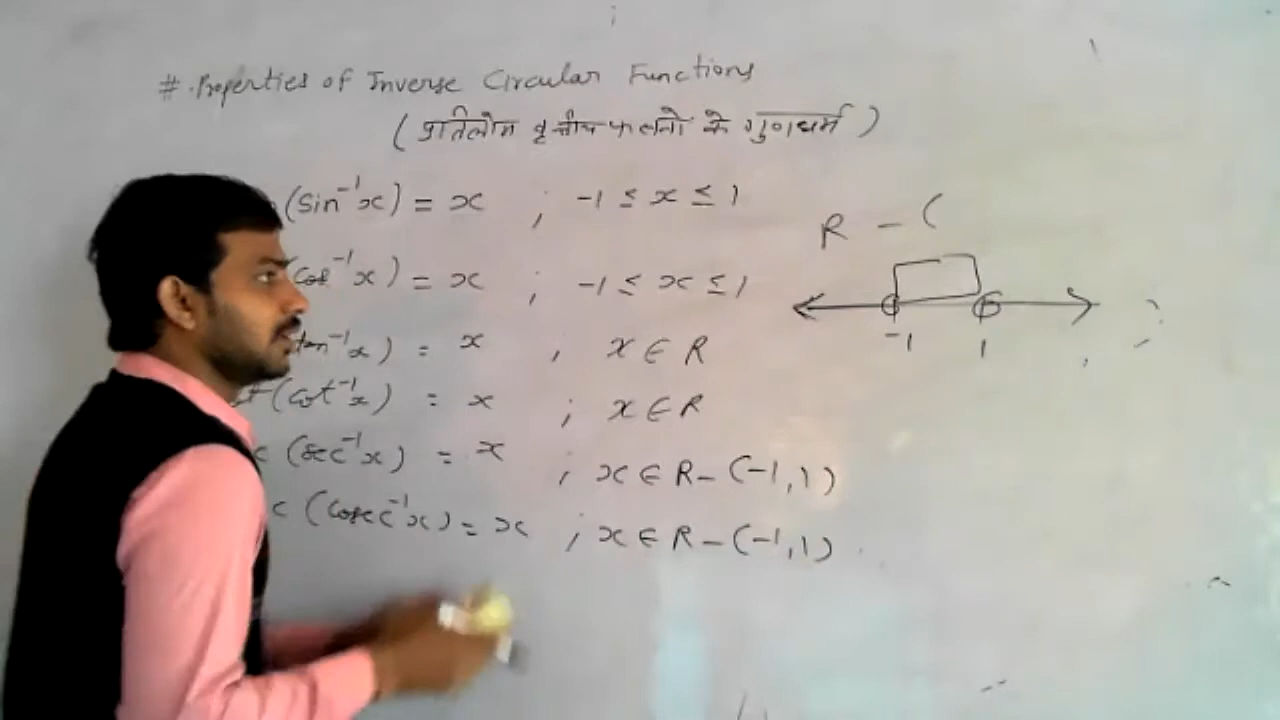 # Properties of Inverse Circular Functions
(प्रतिलोम वृत्तीय फलनो के गुणधर्म)
(Sin⁻¹x) = x ; -1 ≤ x ≤ 1
(cos⁻¹x) = x ; -1 ≤ x ≤ 1
(tan⁻¹x) = x , x ∈ R
(cot⁻¹x) = x ; x ∈ R
(sec⁻¹x) = x ; x ∈ R - (-1, 1)
c (cosec⁻¹x) = x ; x ∈ R - (-1, 1)
R - (
-1 1